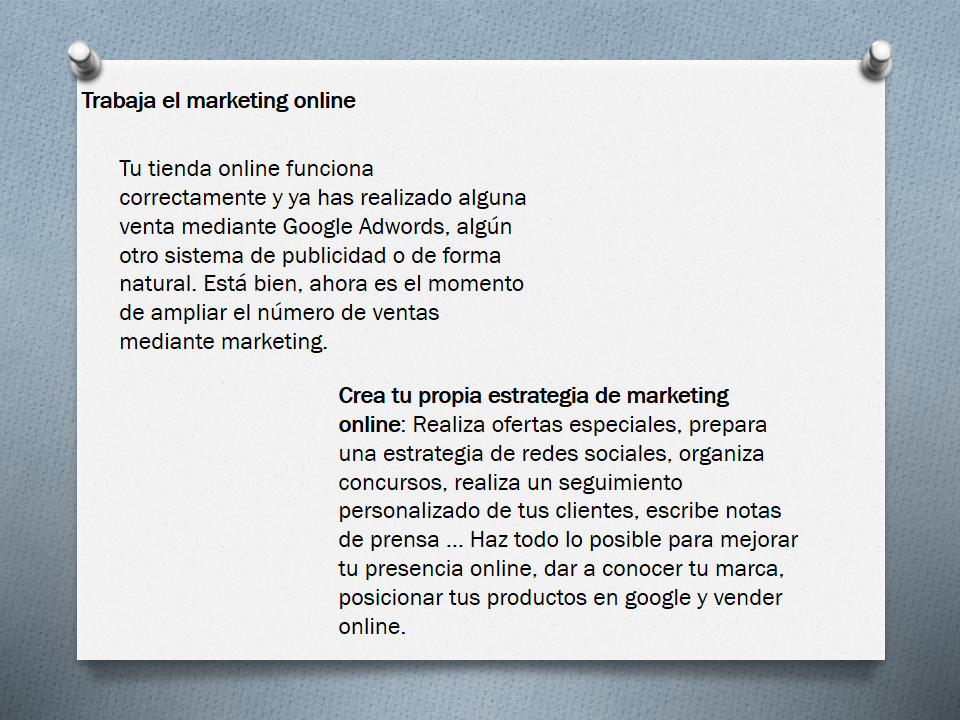 Trabaja el marketing online
Tu tienda online funciona
correctamente y ya has realizado alguna
venta mediante Google Adwords, algún
otro sistema de publicidad o de forma
natural. Está bien, ahora es el momento
de ampliar el número de ventas
mediante marketing.
Crea tu propia estrategia de marketing
online: Realiza ofertas especiales, prepara
una estrategia de redes sociales, organiza
concursos, realiza un seguimiento
personalizado de tus clientes, escribe notas
de prensa ... Haz todo lo posible para mejorar
tu presencia online, dar a conocer tu marca,
posicionar tus productos en google y vender
online.